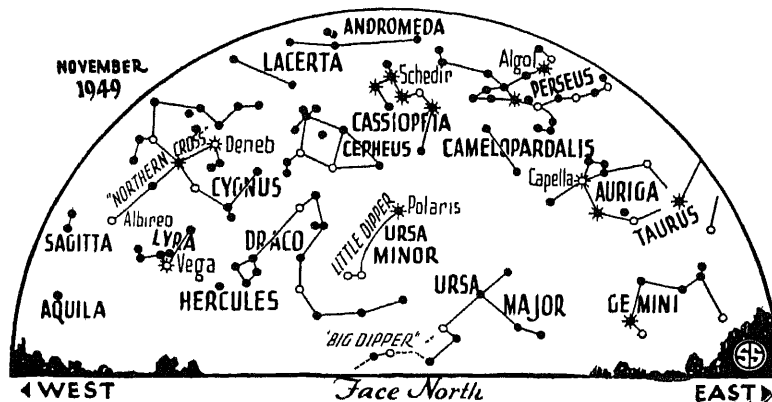 NOVEMBER
1949
ANDROMEDA
LACERTA
Schedir
Algol
PERSEUS
CASSIOPEIA
CEPHEUS
CAMELOPARDALIS
"NORTHERN CROSS"
Deneb
CYGNUS
Capella
AURIGA
TAURUS
Albireo
SAGITTA
LYRA
Vega
DRACO
LITTLE DIPPER
Polaris
URSA
MINOR
HERCULES
AQUILA
URSA
MAJOR
GEMINI
"BIG DIPPER"
SS
WEST
Face North
EAST